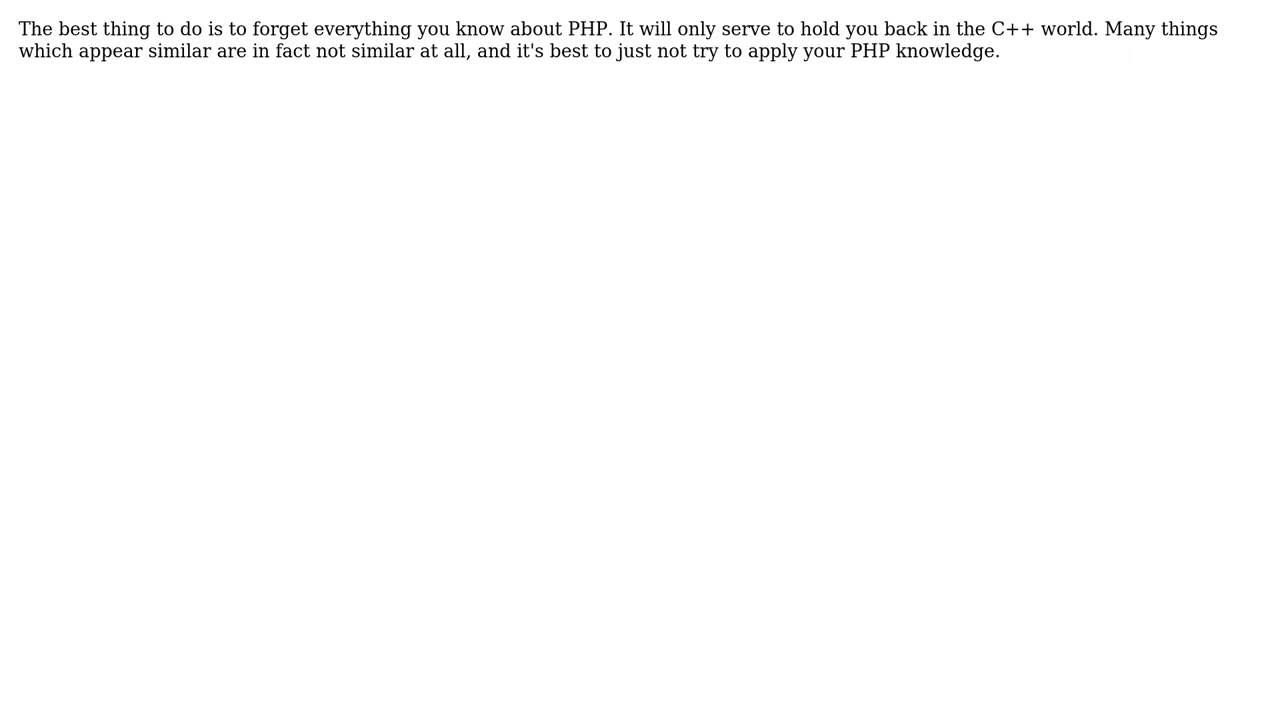 The best thing to do is to forget everything you know about PHP. It will only serve to hold you back in the C++ world. Many things
which appear similar are in fact not similar at all, and it's best to just not try to apply your PHP knowledge.